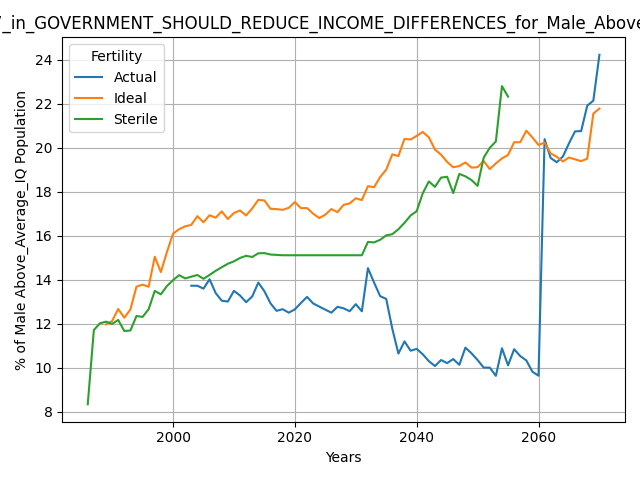 _in_GOVERNMENT_SHOULD_REDUCE_INCOME_DIFFERENCES_for_Male_Above
% of Male Above_Average_IQ Population
24
22
20
18
16
14
12
10
8
Fertility
Actual
Ideal
Sterile
2000 2020 2040 2060
Years